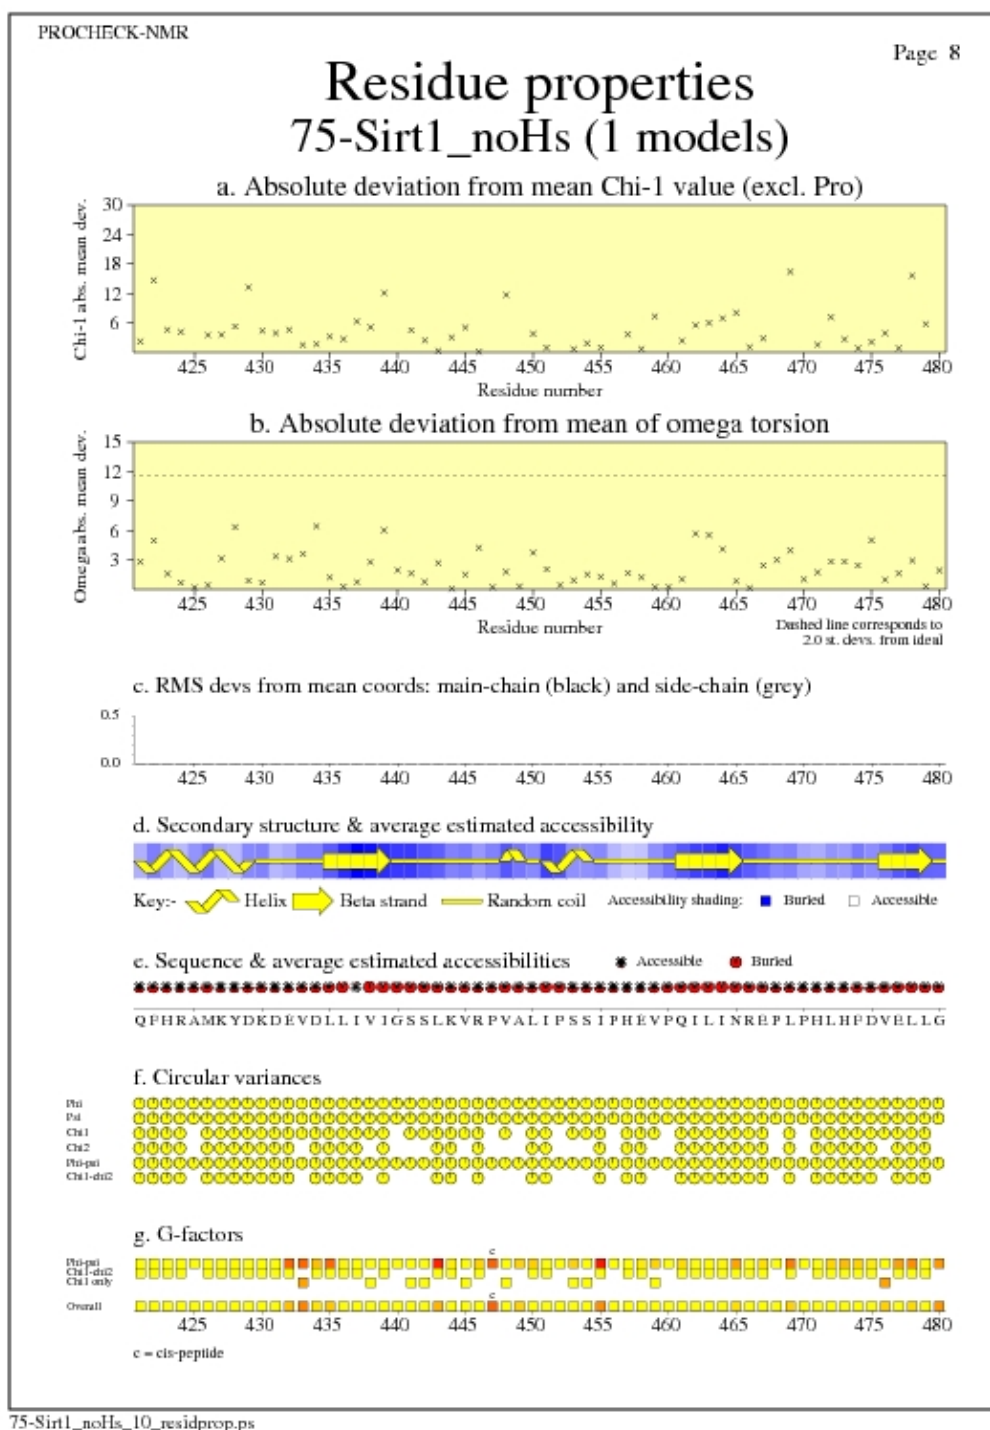 PROCHECK-NMR
Page 8
Residue properties
75-Sirt1_noHs (1 models)
a. Absolute deviation from mean Chi-1 value (excl. Pro)
Chi-1 abs. mean dev.
30
24
18
12
6
425 430 435 440 445 450 455 460 465 470 475 480
Residue number
b. Absolute deviation from mean of omega torsion
Omega abs. mean dev.
15
12
9
6
3
425 430 435 440 445 450 455 460 465 470 475 480
Residue number
Dashed line corresponds to
2.0 st. devs. from ideal
c. RMS devs from mean coords: main-chain (black) and side-chain (grey)
0.5
0.0
425 430 435 440 445 450 455 460 465 470 475 480
d. Secondary structure & average estimated accessibility
Key:- Helix Beta strand Random coil Accessibility shading: Buried Accessible
e. Sequence & average estimated accessibilities Accessible Buried
Q F H R A M K Y D K D E V D L L I V I G S S L K V R P V A L I P S S I P H E V P Q I L I N R E P L P H L H F D V E L L G
f. Circular variances
Phi
Psi
Chi1
Chi2
Phi-psi
Chi1-chi2
g. G-factors
c
Phi-psi
Chi1-chi2
Chi1 only
c
Overall
425 430 435 440 445 450 455 460 465 470 475 480
c = cis-peptide
75-Sirt1_noHs_10_residprop.ps